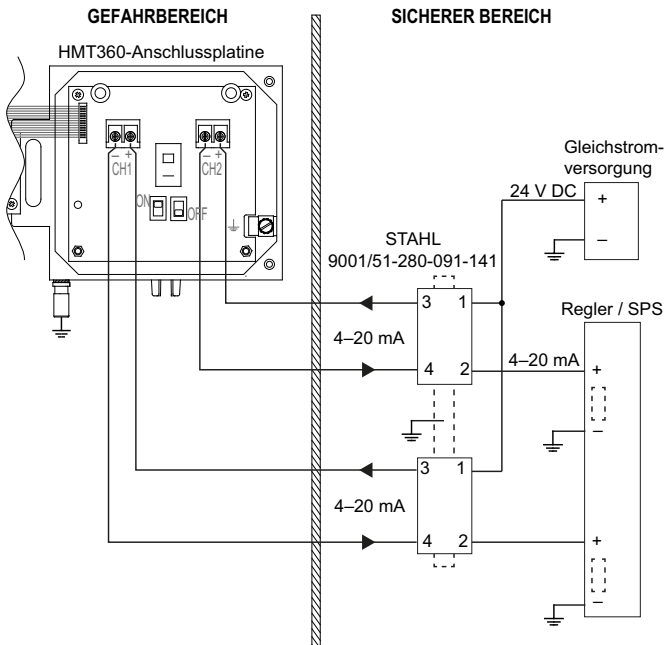 GEFAHRBEREICH
SICHERER BEREICH
HMT360-Anschlussplatine
– +
CH1
– +
CH2
ON
OFF
Gleichstrom-
versorgung
24 V DC
+
–
STAHL
9001/51-280-091-141
3 1
4–20 mA
4 2
Regler / SPS
4–20 mA
+
–
3 1
4–20 mA
4 2
+
–